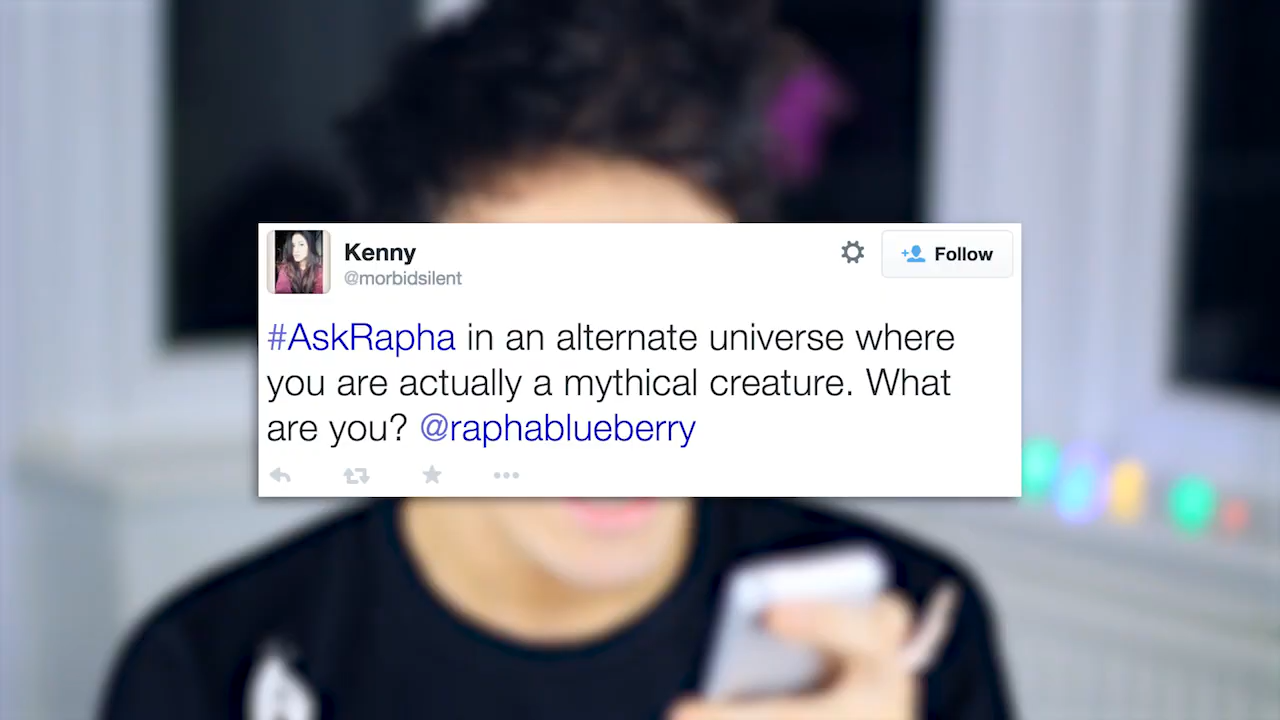 Kenny
@morbidsilent
Follow
#AskRapha in an alternate universe where
you are actually a mythical creature. What
are you? @raphablueberry